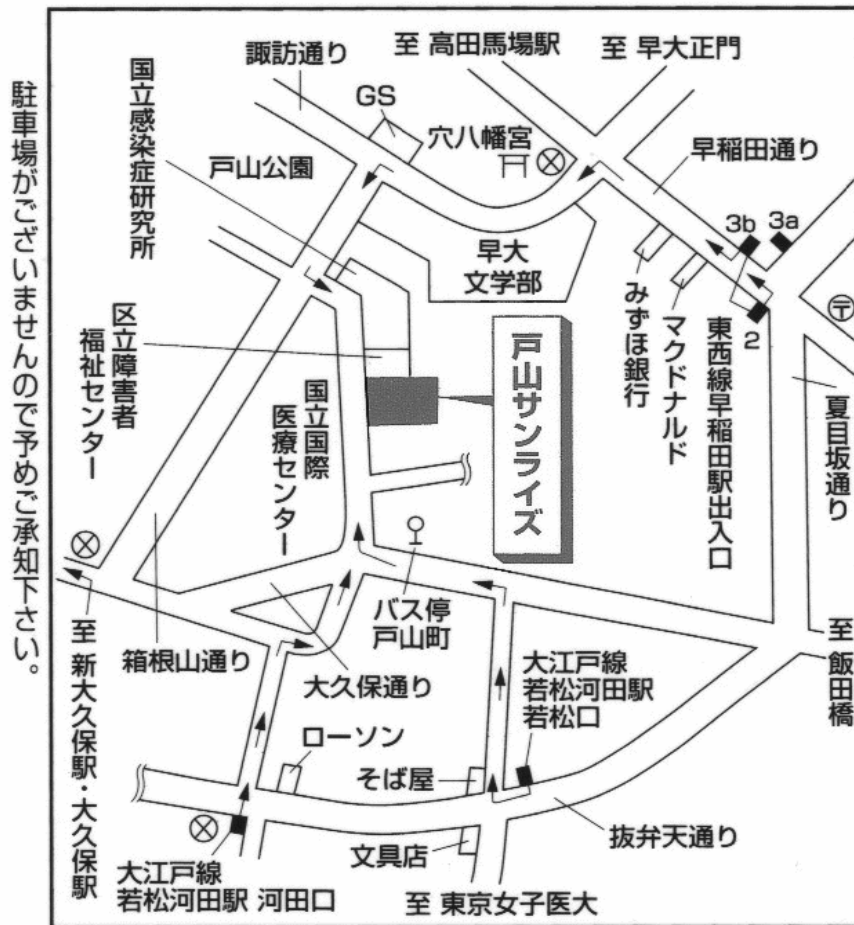 駐車場がございませんので予めご承知下さい。
至 高田馬場駅
至 早大正門
諏訪通り
GS
国立感染症研究所
穴八幡宮
早稲田通り
戸山公園
3b
3a
早大
文学部
みずほ銀行
マクドナルド
東西線早稲田駅出入口
2
〒
夏目坂通り
区立障害者
福祉センター
戸山サンライズ
国立国際
医療センター
バス停
戸山町
至 新大久保駅・大久保駅
箱根山通り
大久保通り
大江戸線
若松河田駅
若松口
至 飯田橋
ローソン
そば屋
抜弁天通り
文具店
大江戸線
若松河田駅 河田口
至 東京女子医大